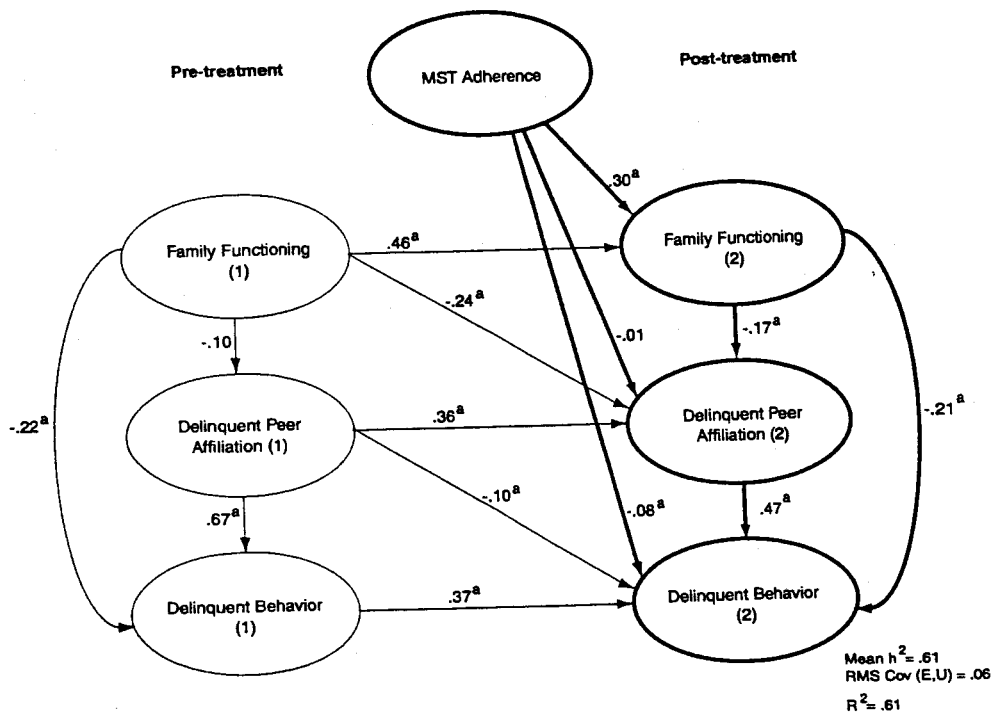 Pre-treatment
MST Adherence
Post-treatment
.30a
Family Functioning
(1)
.46a
Family Functioning
(2)
-.24a
-.10
-.01
-.17a
-.22a
Delinquent Peer
Affiliation (1)
.36a
Delinquent Peer
Affiliation (2)
-.21a
-.10a
.67a
-.08a
.47a
Delinquent Behavior
(1)
.37a
Delinquent Behavior
(2)
Mean h2= .61
RMS Cov (E,U) = .06
R2= .61